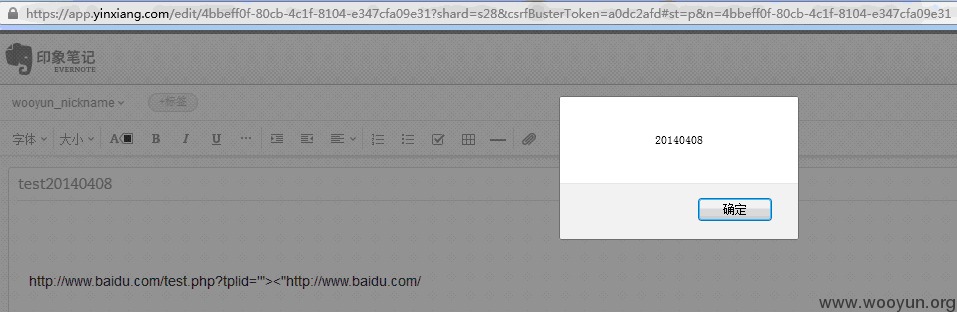 https://app.yinxiang.com/edit/4bbeff0f-80cb-4c1f-8104-e347cfa09e31?shard=s28&csrfBusterToken=a0dc2afd#st=p&n=4bbeff0f-80cb-4c1f-8104-e347cfa09e31
印象笔记
EVERNOTE
wooyun_nickname
+标签
字体 大小 A B I U ...
test20140408
20140408
确定
http://www.baidu.com/test.php?tplid='"><"http://www.baidu.com/
www.wooyun.org